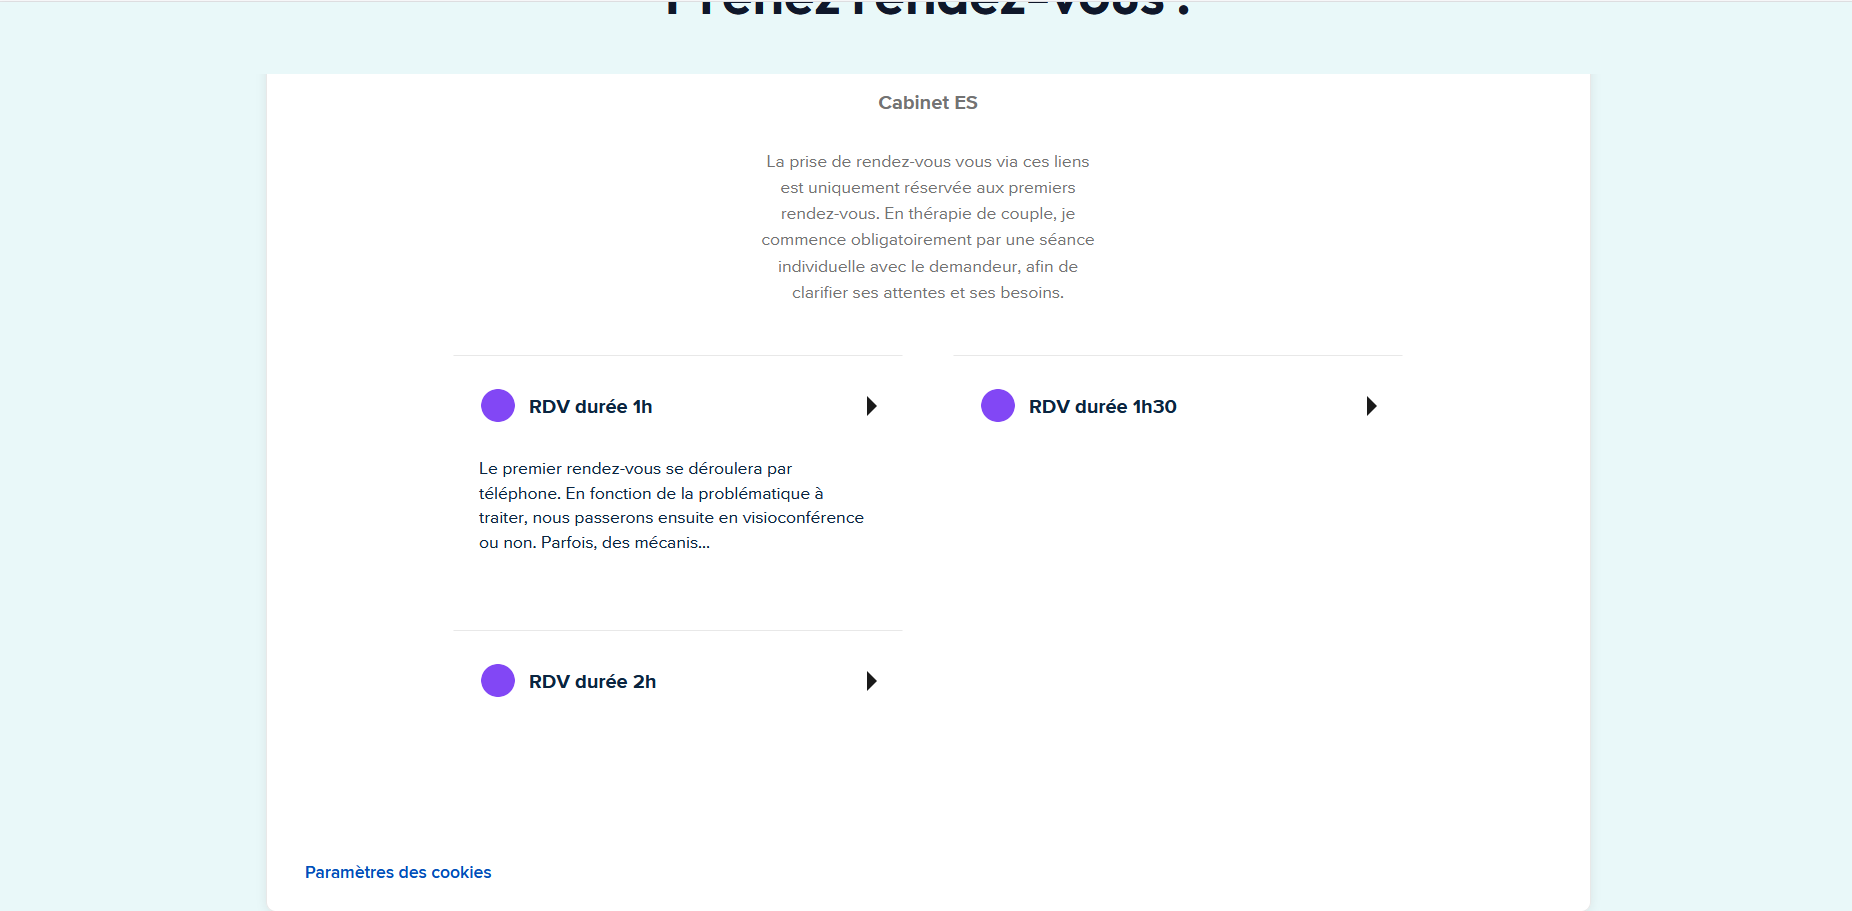 Prenez rendez-vous !
Cabinet ES
La prise de rendez-vous vous via ces liens
est uniquement réservée aux premiers
rendez-vous. En thérapie de couple, je
commence obligatoirement par une séance
individuelle avec le demandeur, afin de
clarifier ses attentes et ses besoins.
RDV durée 1h
Le premier rendez-vous se déroulera par
téléphone. En fonction de la problématique à
traiter, nous passerons ensuite en visioconférence
ou non. Parfois, des mécanis...
RDV durée 1h30
RDV durée 2h
Paramètres des cookies